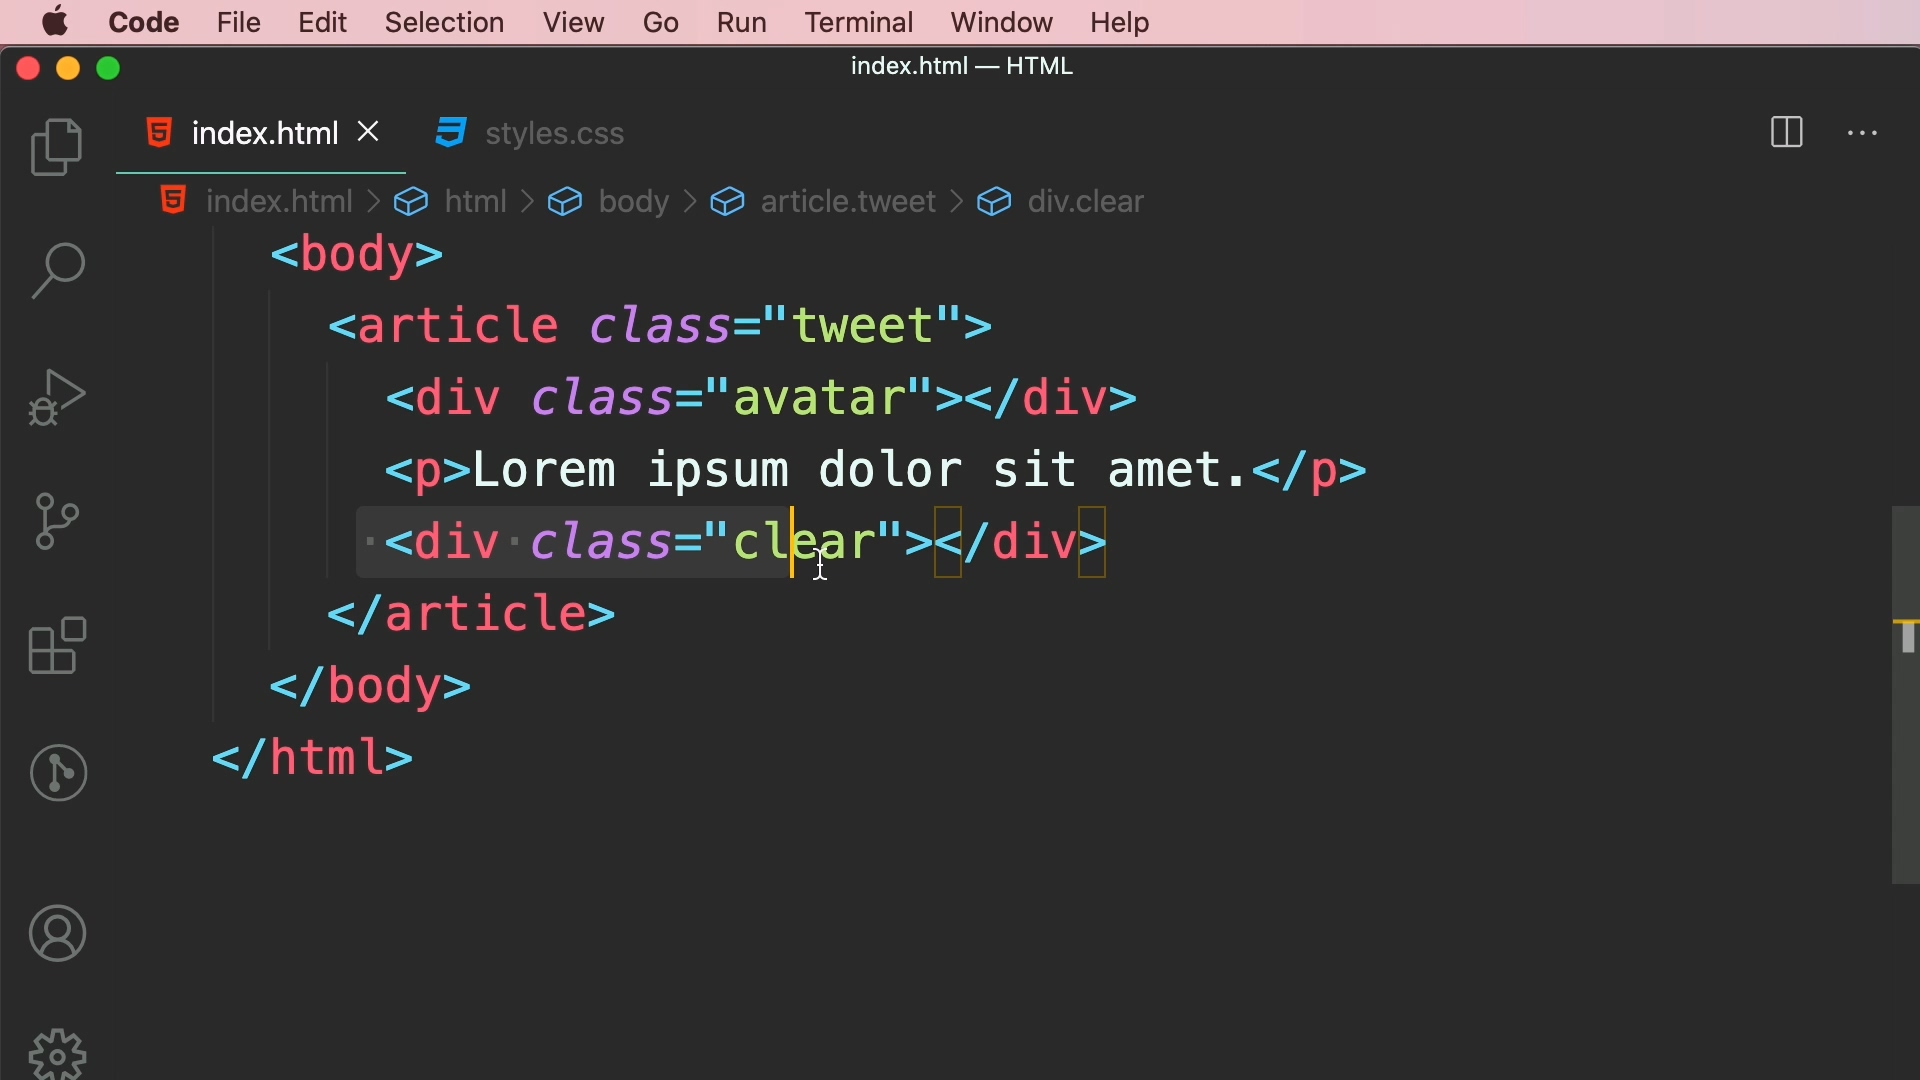 Code File Edit Selection View Go Run Terminal Window Help
index.html — HTML
index.html styles.css
index.html > html > body > article.tweet > div.clear
<body>
<article class="tweet">
<div class="avatar"></div>
<p>Lorem ipsum dolor sit amet.</p>
<div class="clear"></div>
</article>
</body>
</html>